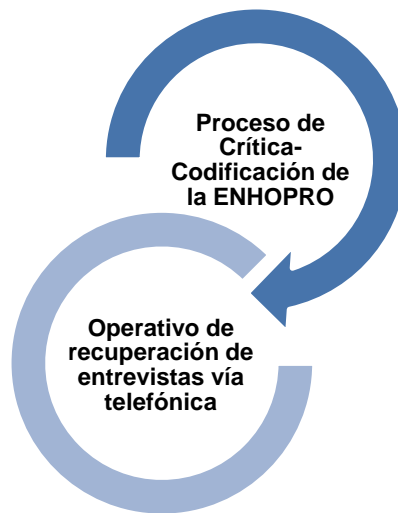 Proceso de
Crítica-
Codificación de
la ENHOPRO
Operativo de
recuperación de
entrevistas vía
telefónica